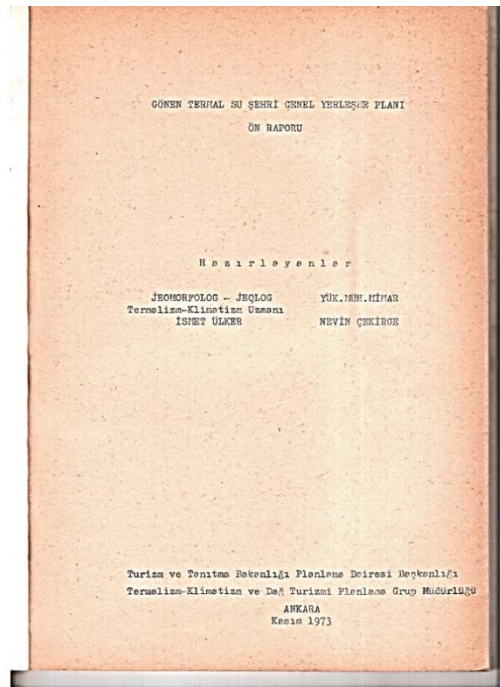 GÖNEN TERMAL SU ŞEHRİ GENEL YERLEŞME PLANI
ÖN RAPORU
Hazırlayanlar
JEOMORFOLOG - JEOLOG YÜK.MÜH.MİMAR
Termalizm-Klimatizm Uzmanı
İSMET ÜLKER NEVİN ÇEKİRGE
Turizm ve Tanıtma Bakanlığı Planlama Dairesi Başkanlığı
Termalizm-Klimatizm ve Dağ Turizmi Planlama Grup Müdürlüğü
ANKARA
Kasım 1973